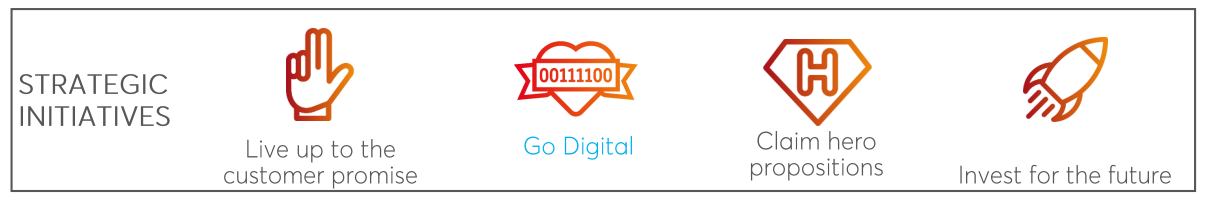 STRATEGIC
INITIATIVES
Live up to the
customer promise
00111100
Go Digital
H
Claim hero
propositions
Invest for the future